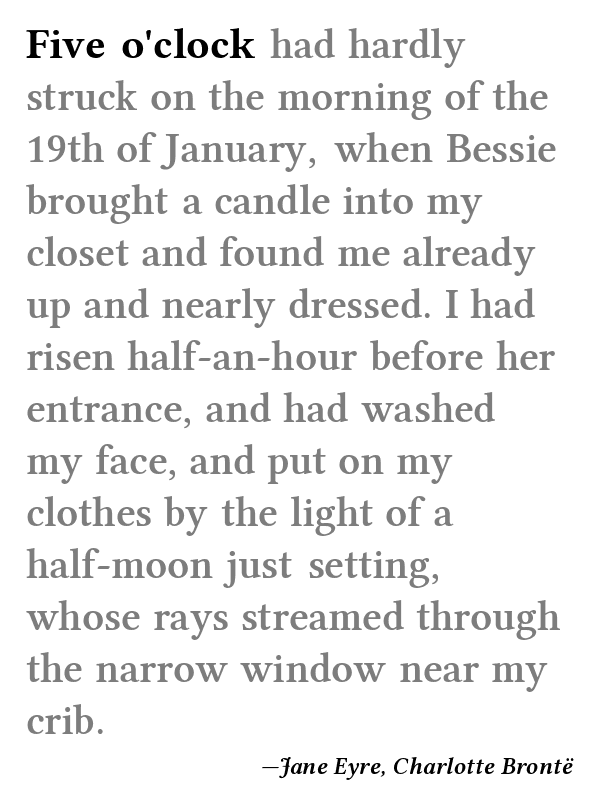 Five o'clock had hardly
struck on the morning of the
19th of January, when Bessie
brought a candle into my
closet and found me already
up and nearly dressed. I had
risen half-an-hour before her
entrance, and had washed
my face, and put on my
clothes by the light of a
half-moon just setting,
whose rays streamed through
the narrow window near my
crib.
—Jane Eyre, Charlotte Brontë